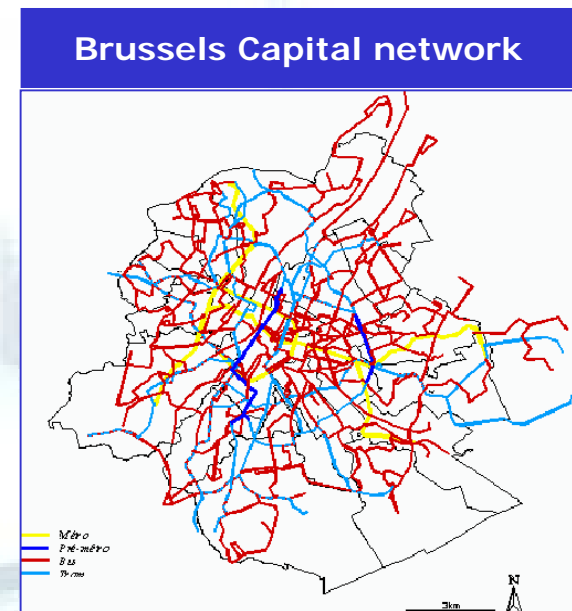 Brussels Capital network
Métro
Pré-métro
Bus
Tram
3km
N